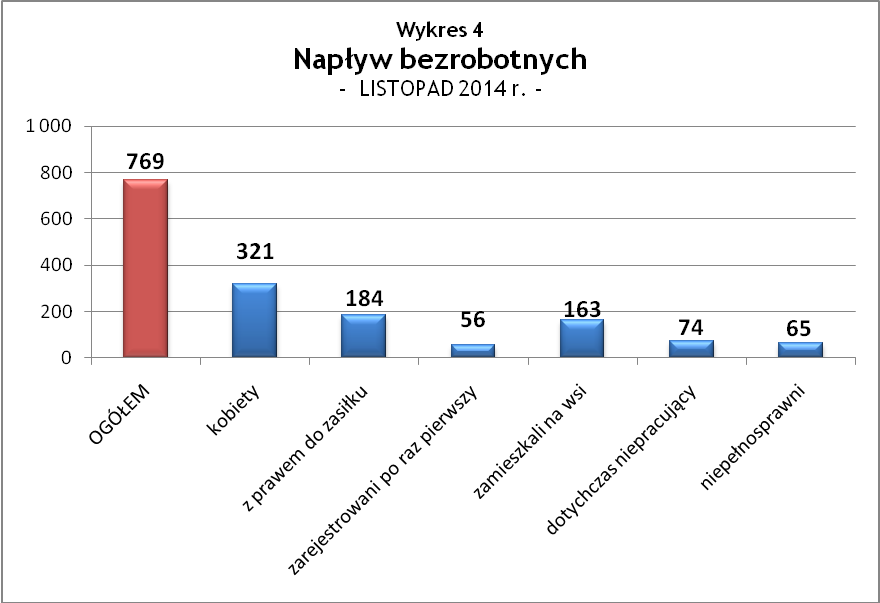 Wykres 4
Napływ bezrobotnych
- LISTOPAD 2014 r. -
1 000
800
600
400
200
0
769
321
184
56
163
74
65
OGÓŁEM
kobiety
z prawem do zasiłku
zarejestrowani po raz pierwszy
zamieszkali na wsi
dotychczas niepracujący
niepełnosprawni